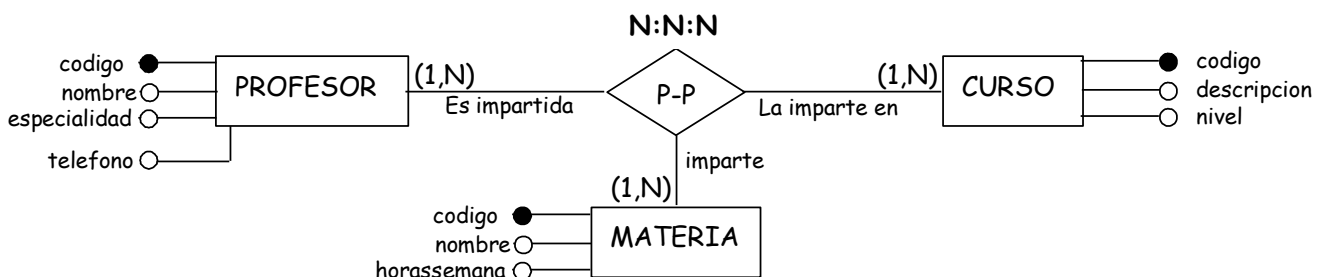 N:N:N
codigo
nombre
especialidad
telefono
PROFESOR
(1,N)
Es impartida
P-P
(1,N)
La imparte en
CURSO
codigo
descripcion
nivel
imparte
(1,N)
codigo
nombre
horassemana
MATERIA